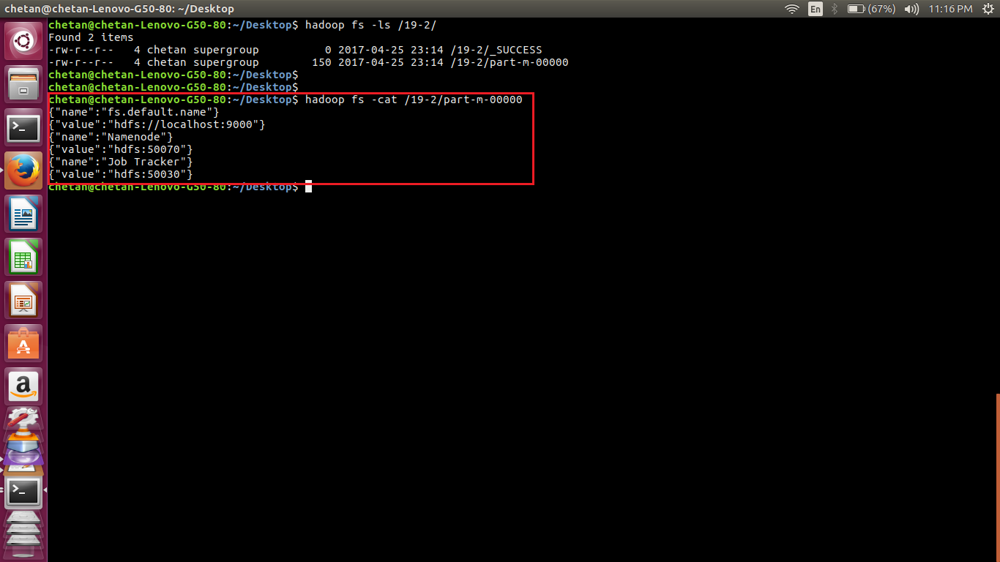 chetan@chetan-Lenovo-G50-80: ~/Desktop En (67%) 11:16 PM
chetan@chetan-Lenovo-G50-80:~/Desktop$ hadoop fs -ls /19-2/
Found 2 items
-rw-r--r--   4 chetan supergroup          0 2017-04-25 23:14 /19-2/_SUCCESS
-rw-r--r--   4 chetan supergroup        150 2017-04-25 23:14 /19-2/part-m-00000
chetan@chetan-Lenovo-G50-80:~/Desktop$
chetan@chetan-Lenovo-G50-80:~/Desktop$
chetan@chetan-Lenovo-G50-80:~/Desktop$ hadoop fs -cat /19-2/part-m-00000
{"name":"fs.default.name"}
{"value":"hdfs://localhost:9000"}
{"name":"Namenode"}
{"value":"hdfs:50070"}
{"name":"Job Tracker"}
{"value":"hdfs:50030"}
chetan@chetan-Lenovo-G50-80:~/Desktop$